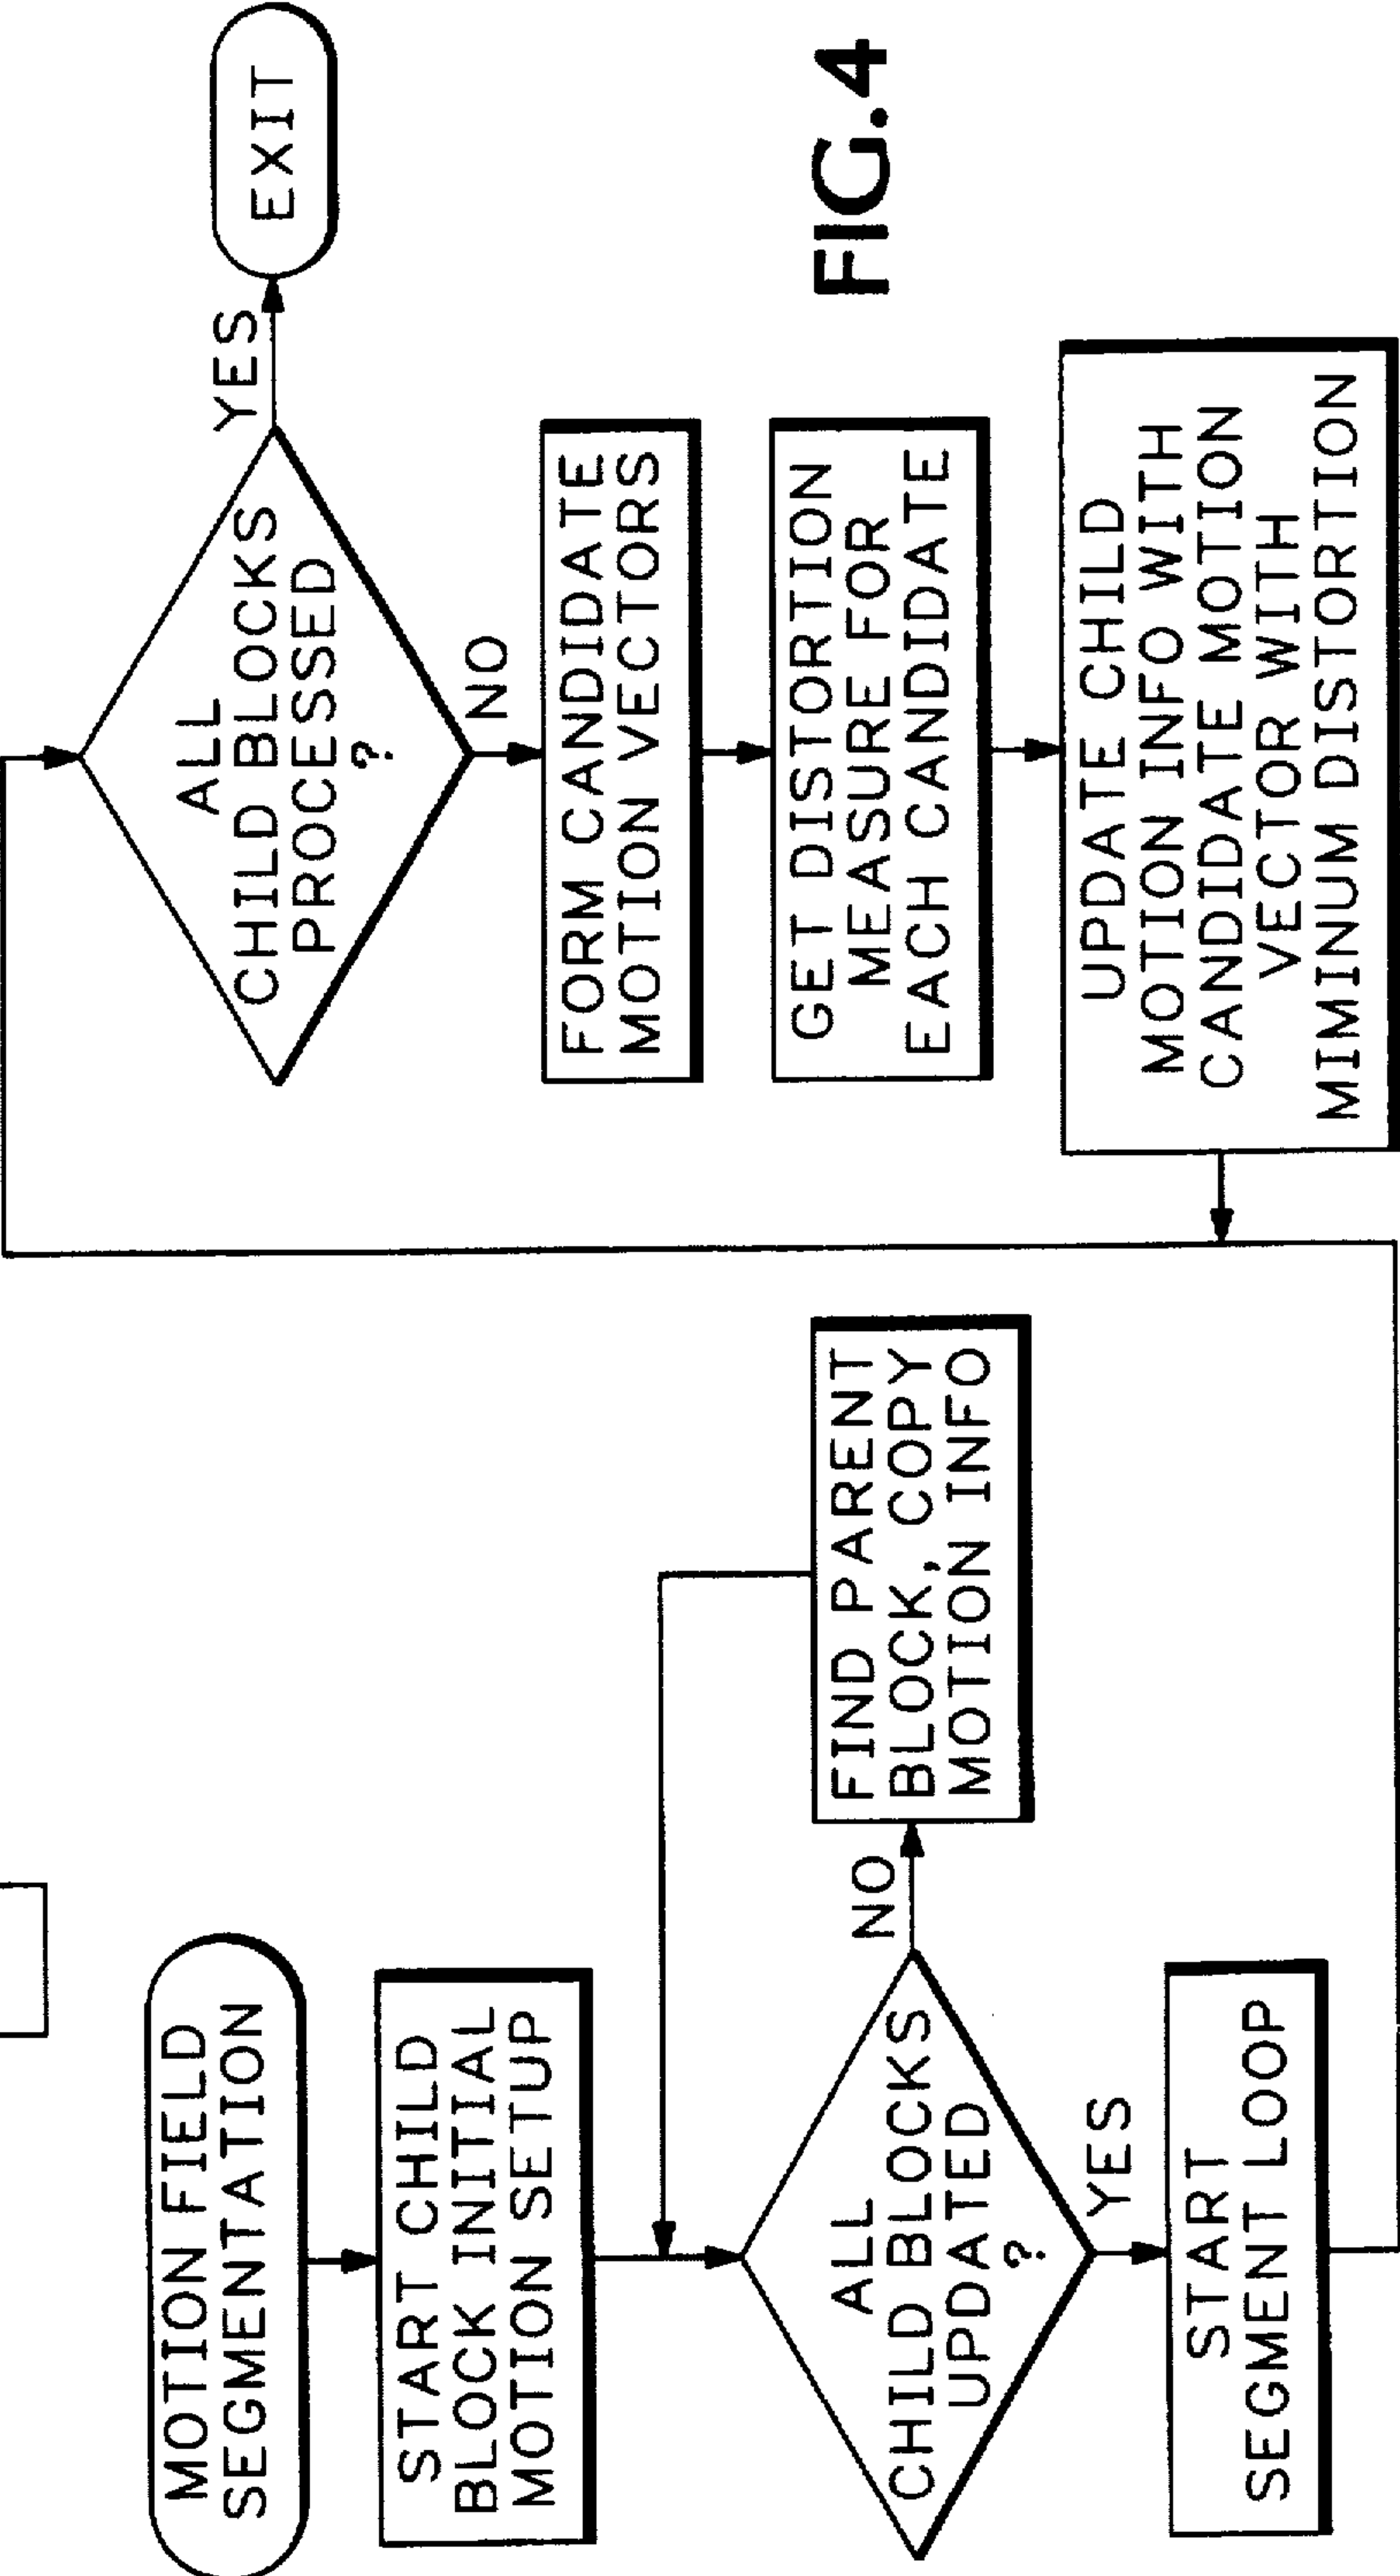 MOTION FIELD
SEGMENTATION
START CHILD
BLOCK INITIAL
MOTION SETUP
ALL
CHILD BLOCKS
UPDATED
?
NO
FIND PARENT
BLOCK, COPY
MOTION INFO
YES
START
SEGMENT LOOP
ALL
CHILD BLOCKS
PROCESSED
?
YES
EXIT
NO
FORM CANDIDATE
MOTION VECTORS
GET DISTORTION
MEASURE FOR
EACH CANDIDATE
UPDATE CHILD
MOTION INFO WITH
CANDIDATE MOTION
VECTOR WITH
MIMINUM DISTORTION
FIG.4